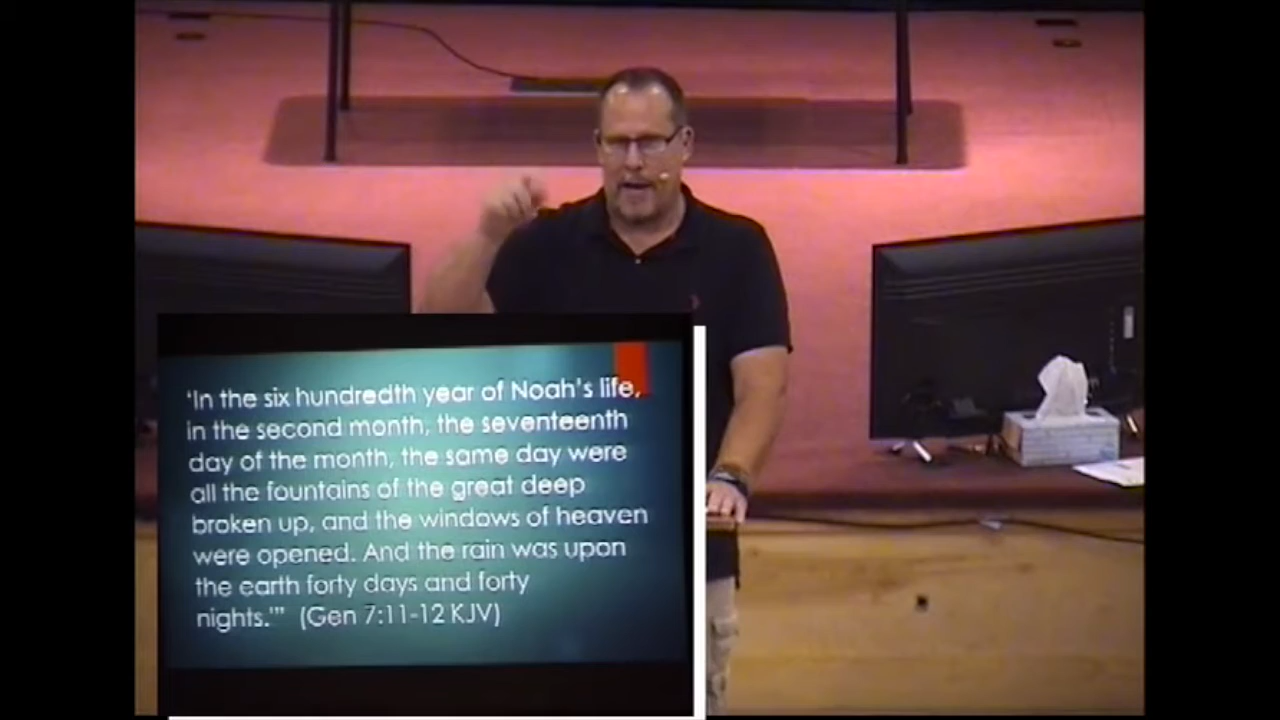 'In the six hundredth year of Noah's life,
in the second month, the seventeenth
day of the month, the same day were
all the fountains of the great deep
broken up, and the windows of heaven
were opened. And the rain was upon
the earth forty days and forty
nights.'" (Gen 7:11-12 KJV)